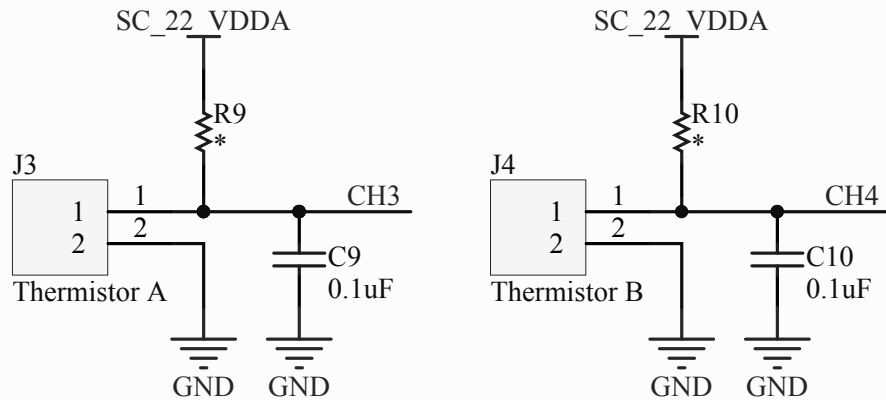 SC_22_VDDA
R9
*
J3
1
2
1
2
CH3
C9
0.1uF
Thermistor A
GND
GND
SC_22_VDDA
R10
*
J4
1
2
1
2
CH4
C10
0.1uF
Thermistor B
GND
GND